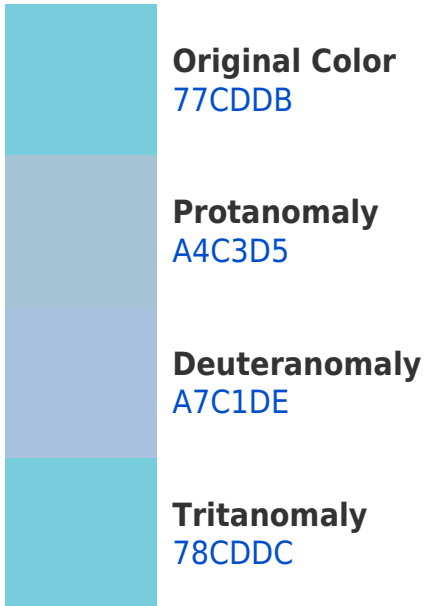 Original Color
77CDDB
Protanomaly
A4C3D5
Deuteranomaly
A7C1DE
Tritanomaly
78CDDC